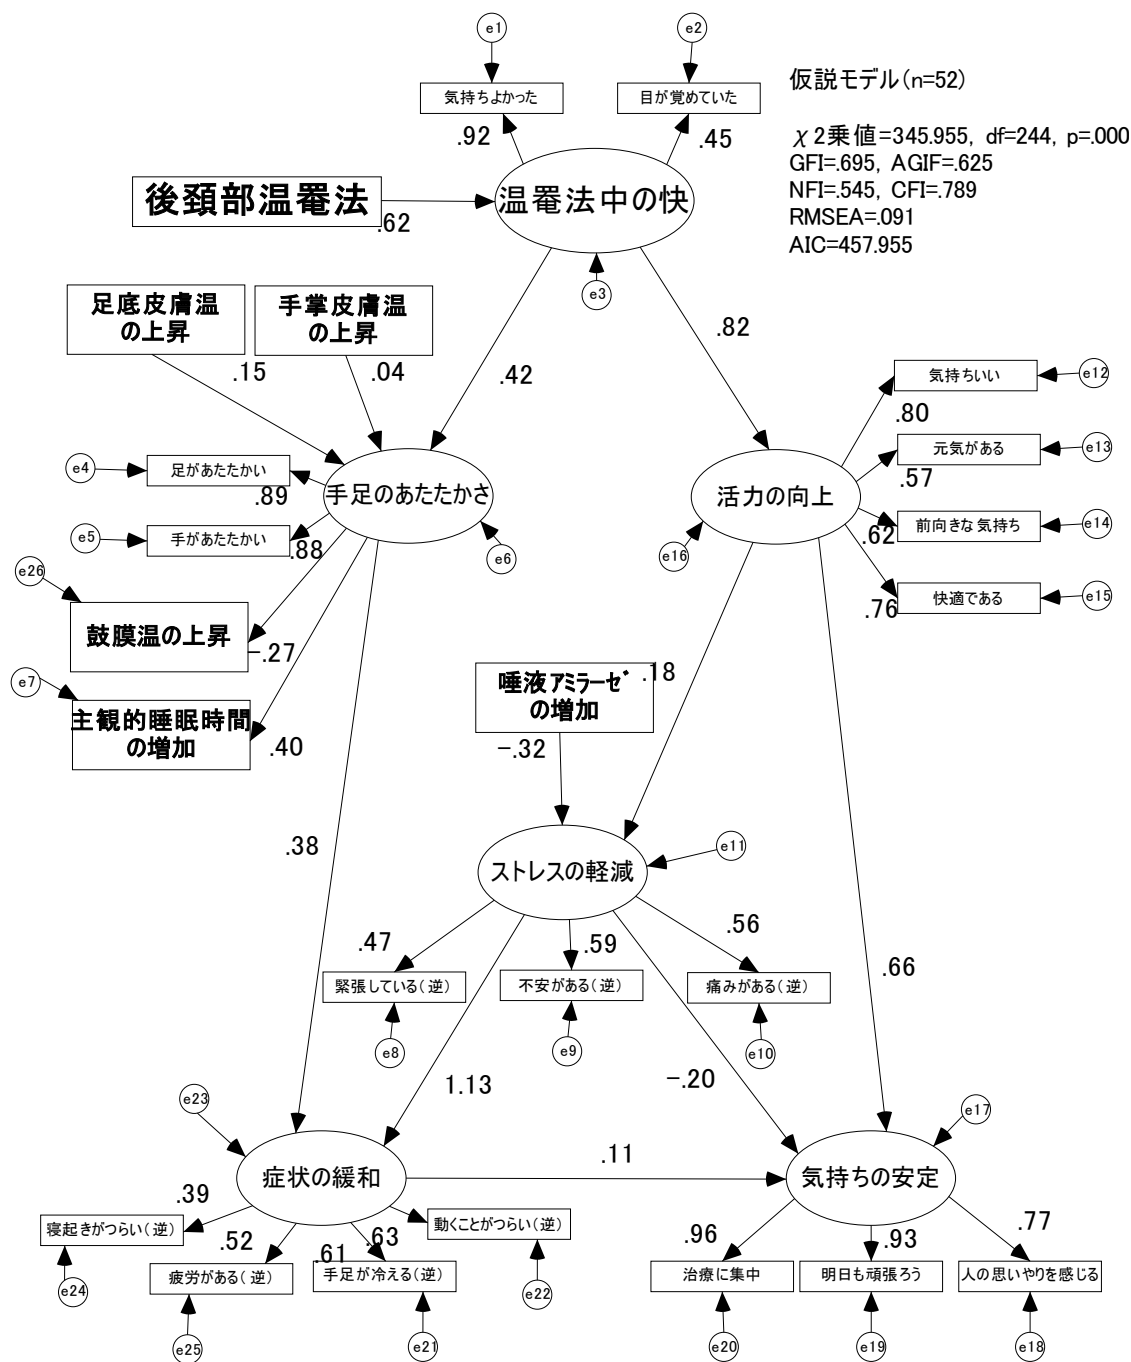 e1
e2
気持ちよかった
目が覚めていた
仮説モデル(n=52)
χ2乗値=345.955, df=244, p=.000
GFI=.695, AGIF=.625
NFI=.545, CFI=.789
RMSEA=.091
AIC=457.955
.92
.45
後頚部温罨法
.62
温罨法中の快
e3
足底皮膚温
の上昇
手掌皮膚温
の上昇
.15
.04
.42
.82
気持ちいい
e12
.80
元気がある
e13
.57
前向きな気持ち
e14
.62
快適である
e15
.76
e4
足があたたかい
.89
手足のあたたかさ
活力の向上
e5
手があたたかい
.88
e6
e16
e26
鼓膜温の上昇
-.27
e7
主観的睡眠時間
の増加
.40
唾液アミラーゼ
の増加
.18
-.32
.38
ストレスの軽減
e11
.47
.59
.56
.66
緊張している(逆)
不安がある(逆)
痛みがある(逆)
e8
e9
e10
1.13
-.20
e23
e17
症状の緩和
.11
気持ちの安定
.39
寝起きがつらい(逆)
.52
.61
.63
動くことがつらい(逆)
疲労がある(逆)
手足が冷える(逆)
e24
e25
e21
e22
.96
.93
.77
治療に集中
明日も頑張ろう
人の思いやりを感じる
e20
e19
e18